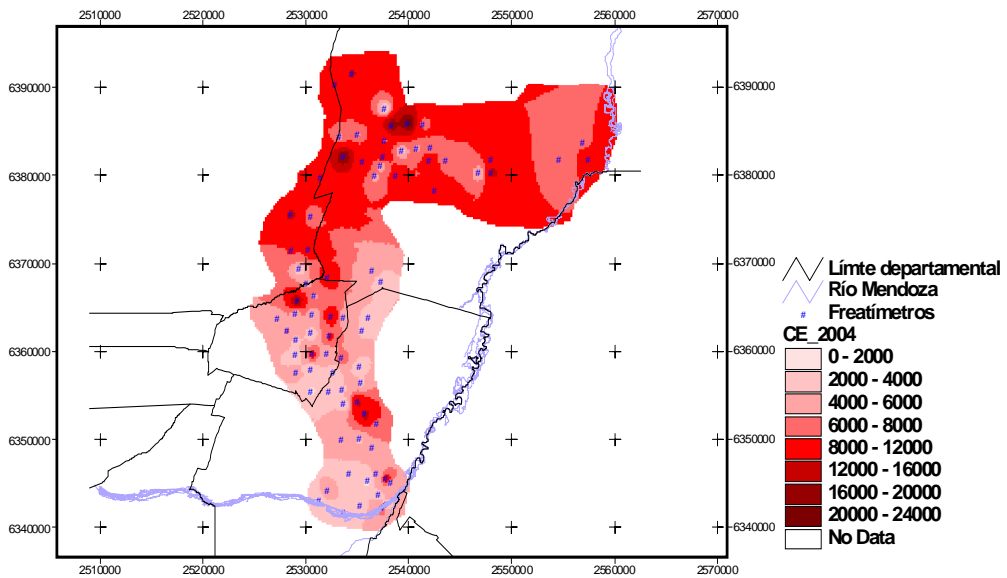 2510000 2520000 2530000 2540000 2550000 2560000 2570000
6390000 6390000
6380000 6380000
6370000 6370000
Límte departamental
Río Mendoza
# Freatímetros
CE_2004
6360000 6360000
0 - 2000
2000 - 4000
4000 - 6000
6000 - 8000
6350000 6350000
8000 - 12000
12000 - 16000
16000 - 20000
20000 - 24000
6340000 6340000
No Data
2510000 2520000 2530000 2540000 2550000 2560000 2570000